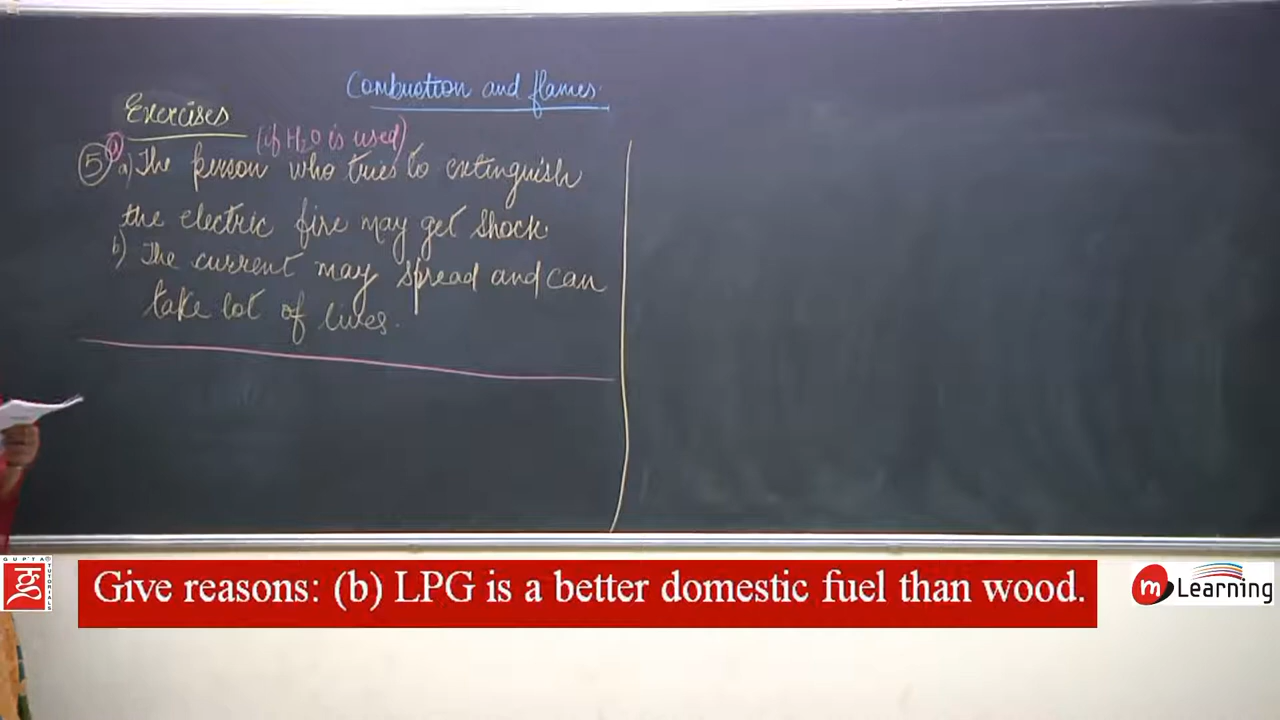 Combustion and flames.
Exercises
(if H₂O is used)
5 a) The person who tries to extinguish
the electric fire may get shock.
b) The current may spread and can
take lot of lives.
GUPTA
TUTORIALS
Give reasons: (b) LPG is a better domestic fuel than wood.
m Learning